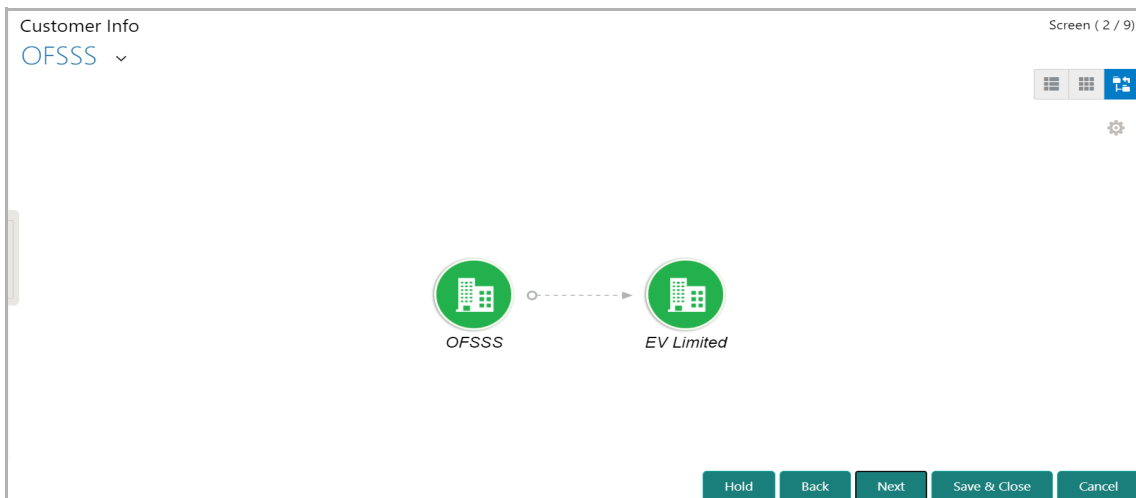 Customer Info
Screen ( 2 / 9)
OFSSS
OFSSS
EV Limited
Hold
Back
Next
Save & Close
Cancel